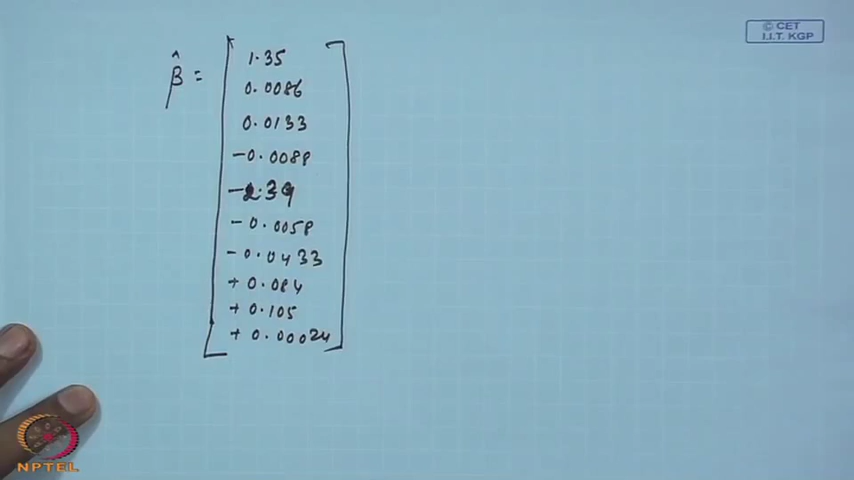 © CET
I.I.T. KGP
β̂ =
1.35
0.0086
0.0133
-0.0088
-2.39
-0.0058
-0.0433
+0.084
+0.105
+0.00024
NPTEL